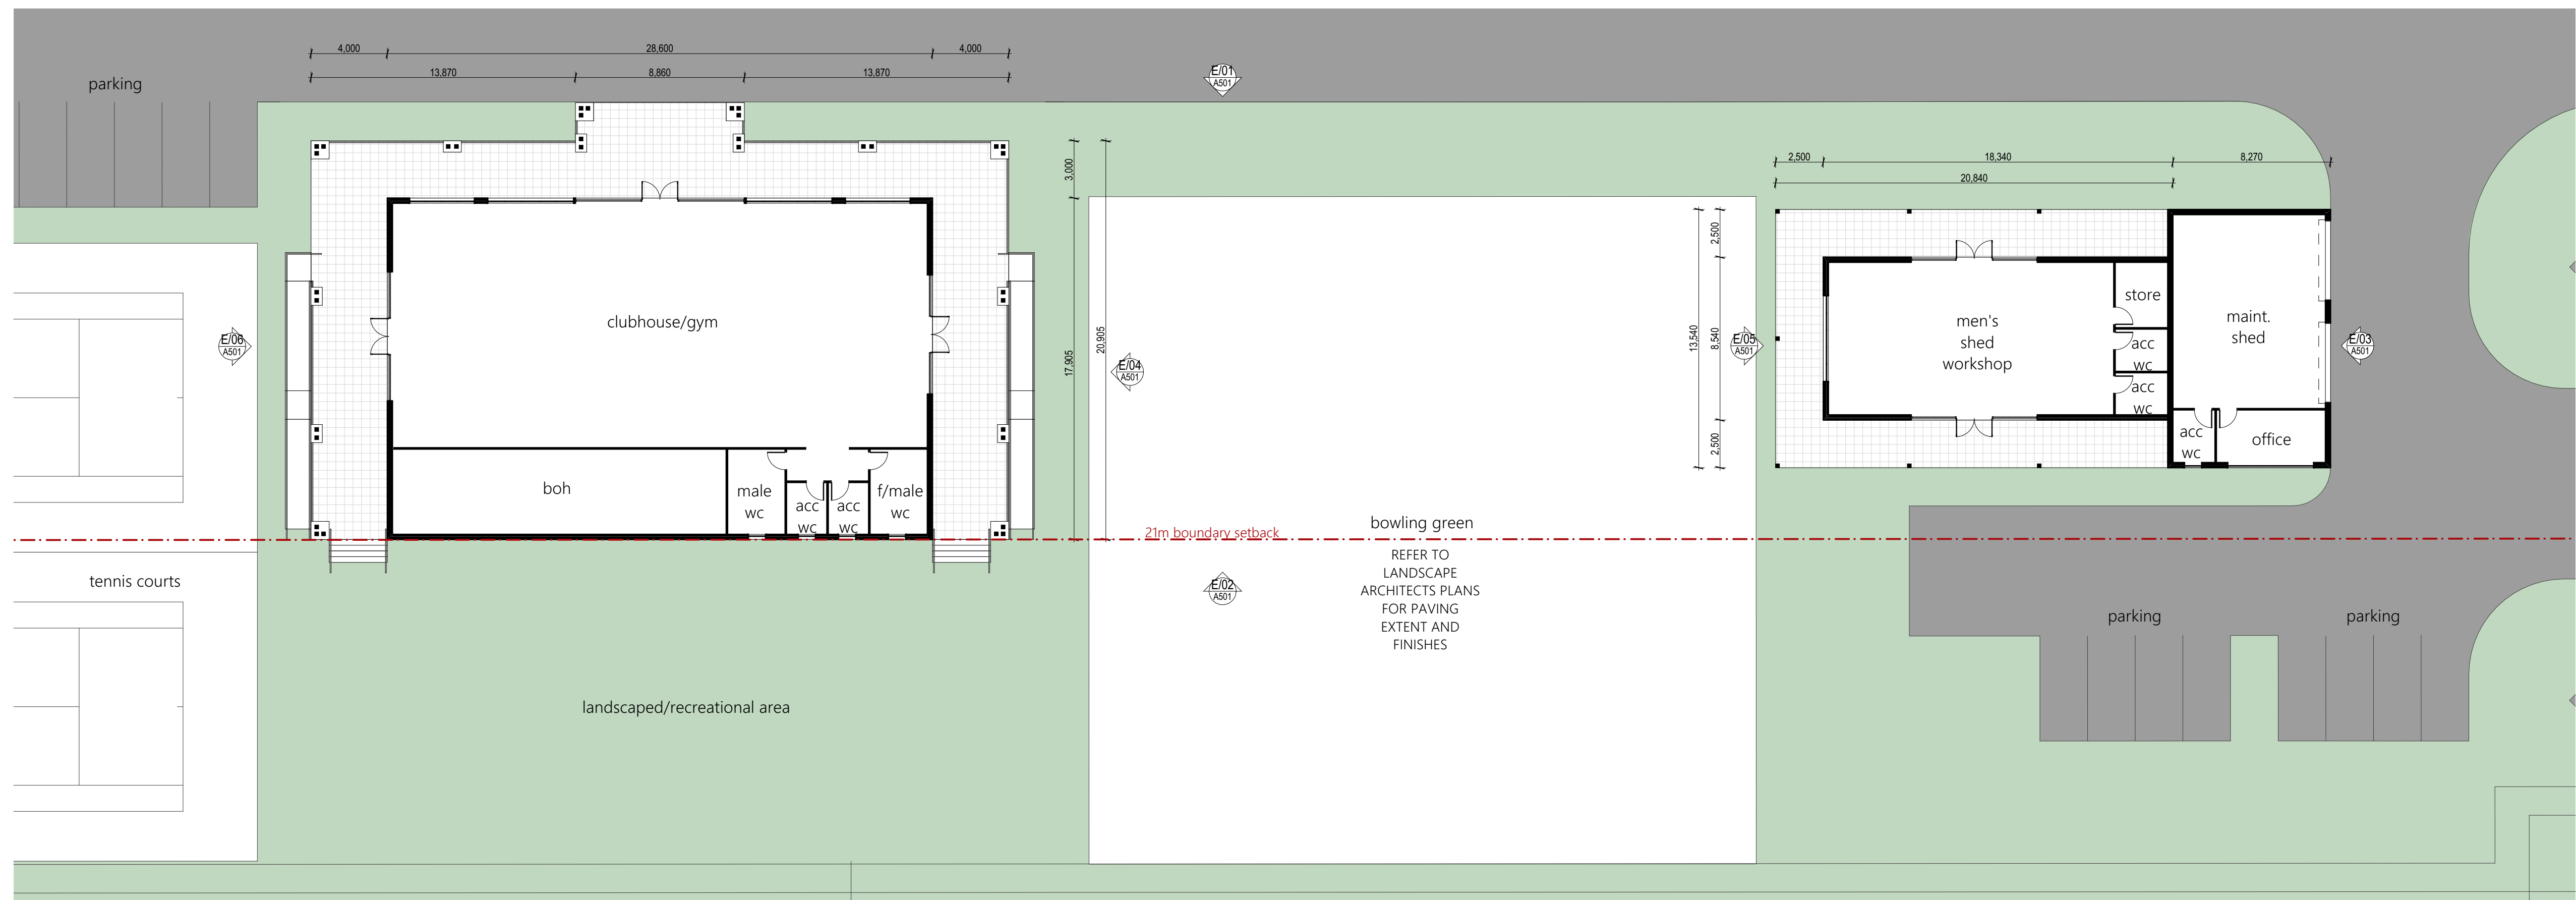 4,000
28,600
4,000
13,870
8,860
13,870
parking
E/01
A501
3,000
20,905
17,905
2,500
18,340
8,270
20,840
13,540
2,500
8,540
2,500
clubhouse/gym
E/06
A501
E/04
A501
E/05
A501
E/03
A501
men's
shed
workshop
store
acc
wc
acc
wc
maint.
shed
acc
wc
office
boh
male
wc
acc
wc
acc
wc
f/male
wc
21m boundary setback
bowling green
REFER TO
LANDSCAPE
ARCHITECTS PLANS
FOR PAVING
EXTENT AND
FINISHES
E/02
A501
tennis courts
parking
parking
landscaped/recreational area